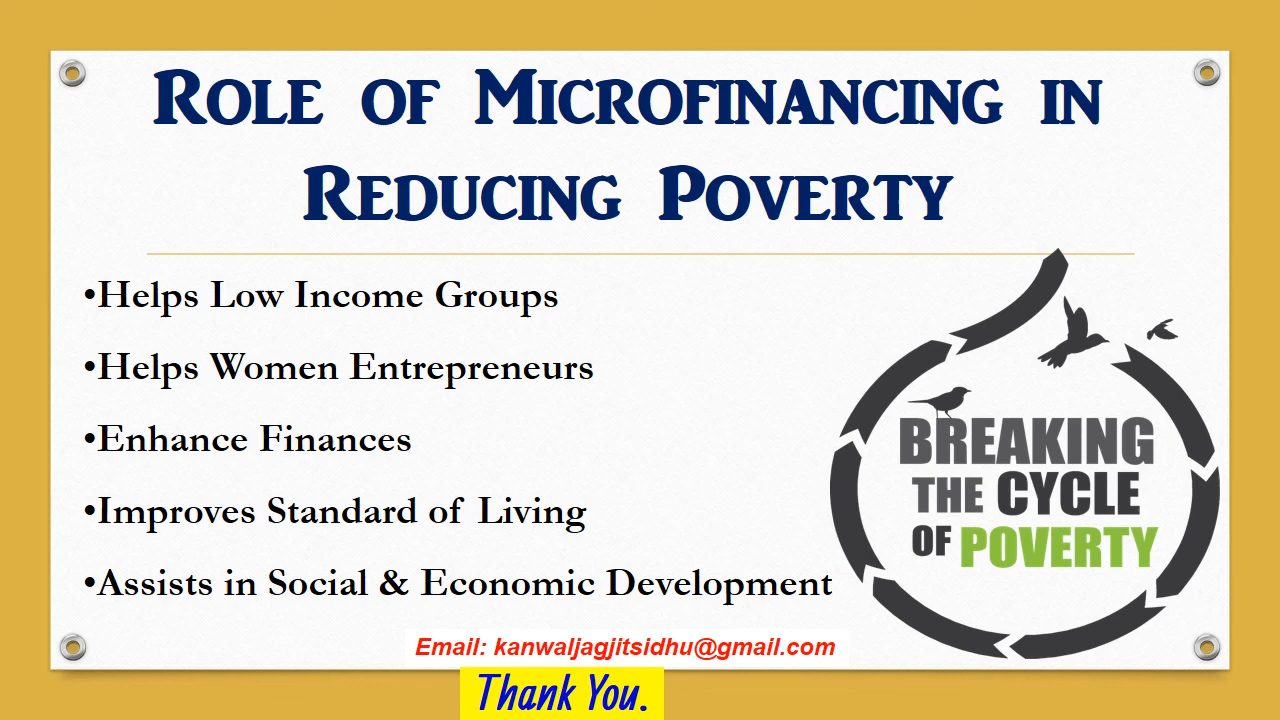 Role of Microfinancing in
Reducing Poverty
•Helps Low Income Groups
•Helps Women Entrepreneurs
•Enhance Finances
•Improves Standard of Living
•Assists in Social & Economic Development
BREAKING
THE CYCLE
OF POVERTY
Email: kanwaljagjitsidhu@gmail.com
Thank You.